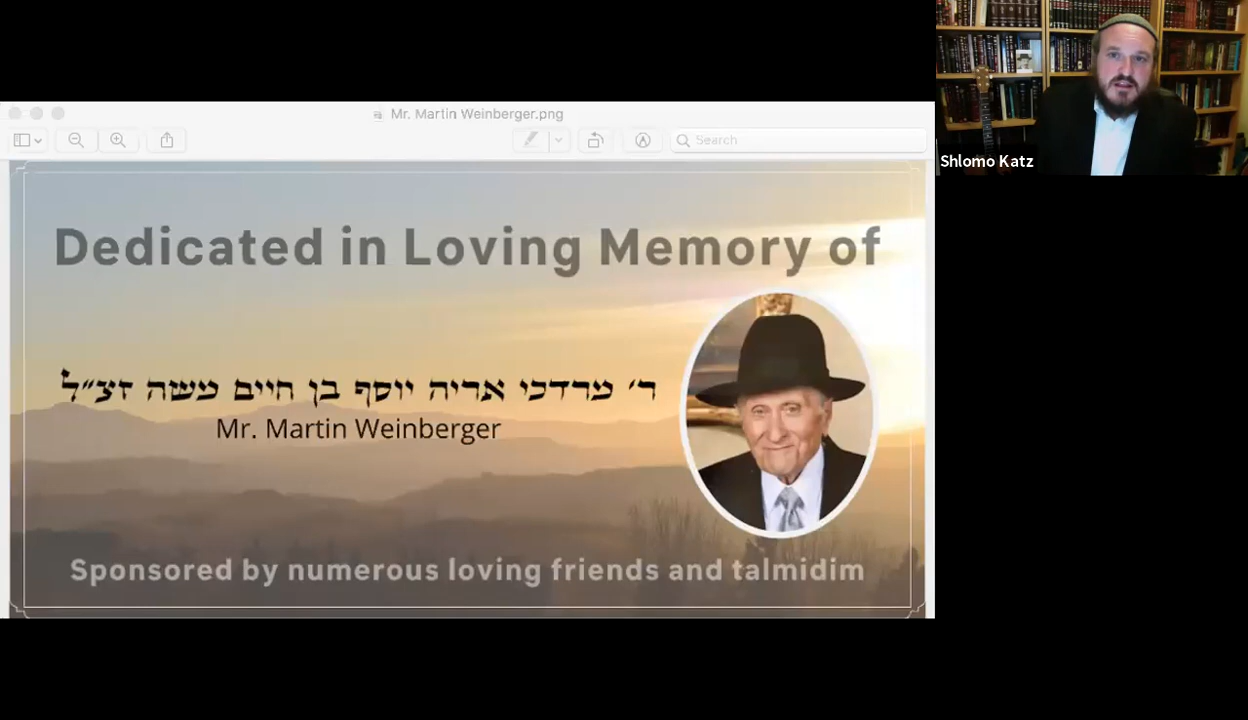 Mr. Martin Weinberger.png
Search
Shlomo Katz
Dedicated in Loving Memory of
ר׳ מרדכי אריה יוסף בן חיים משה זצ״ל
Mr. Martin Weinberger
Sponsored by numerous loving friends and talmidim